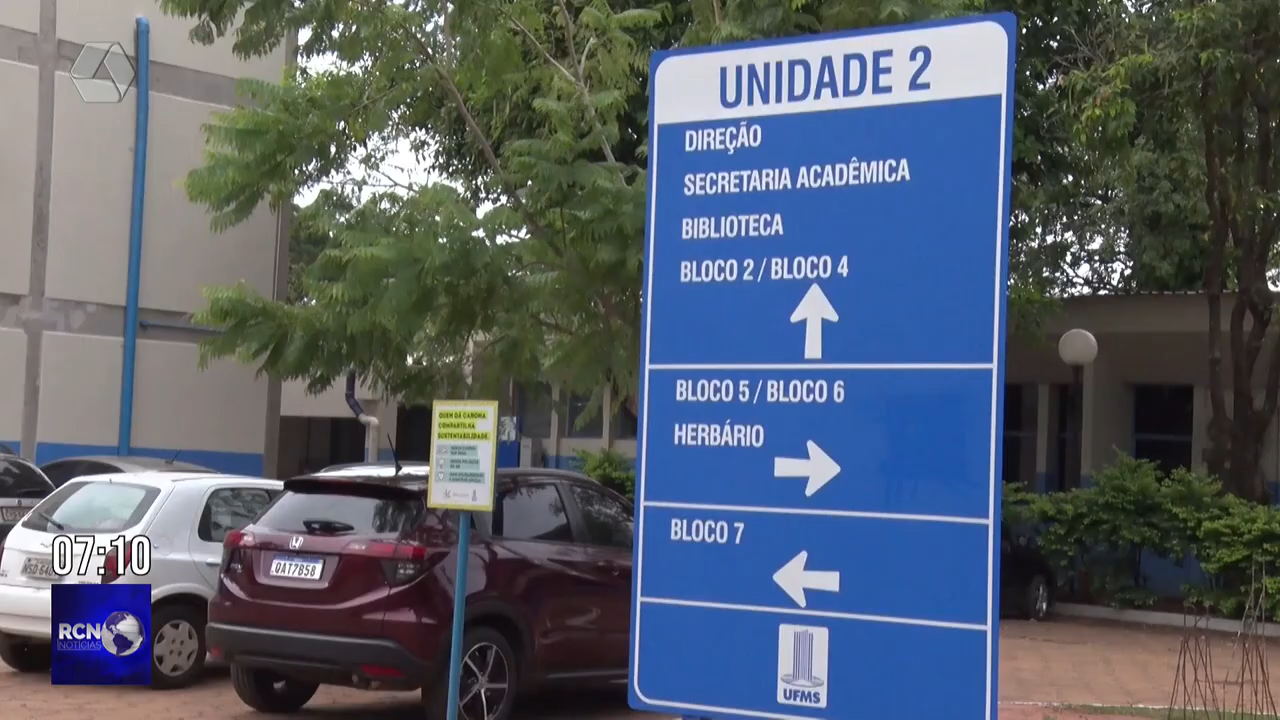 UNIDADE 2
DIREÇÃO
SECRETARIA ACADÊMICA
BIBLIOTECA
BLOCO 2 / BLOCO 4
BLOCO 5 / BLOCO 6
HERBÁRIO
BLOCO 7
UFMS
QUEM DÁ CARONA
COMPARTILHA
SUSTENTABILIDADE.
07:10
RCN
NOTÍCIAS